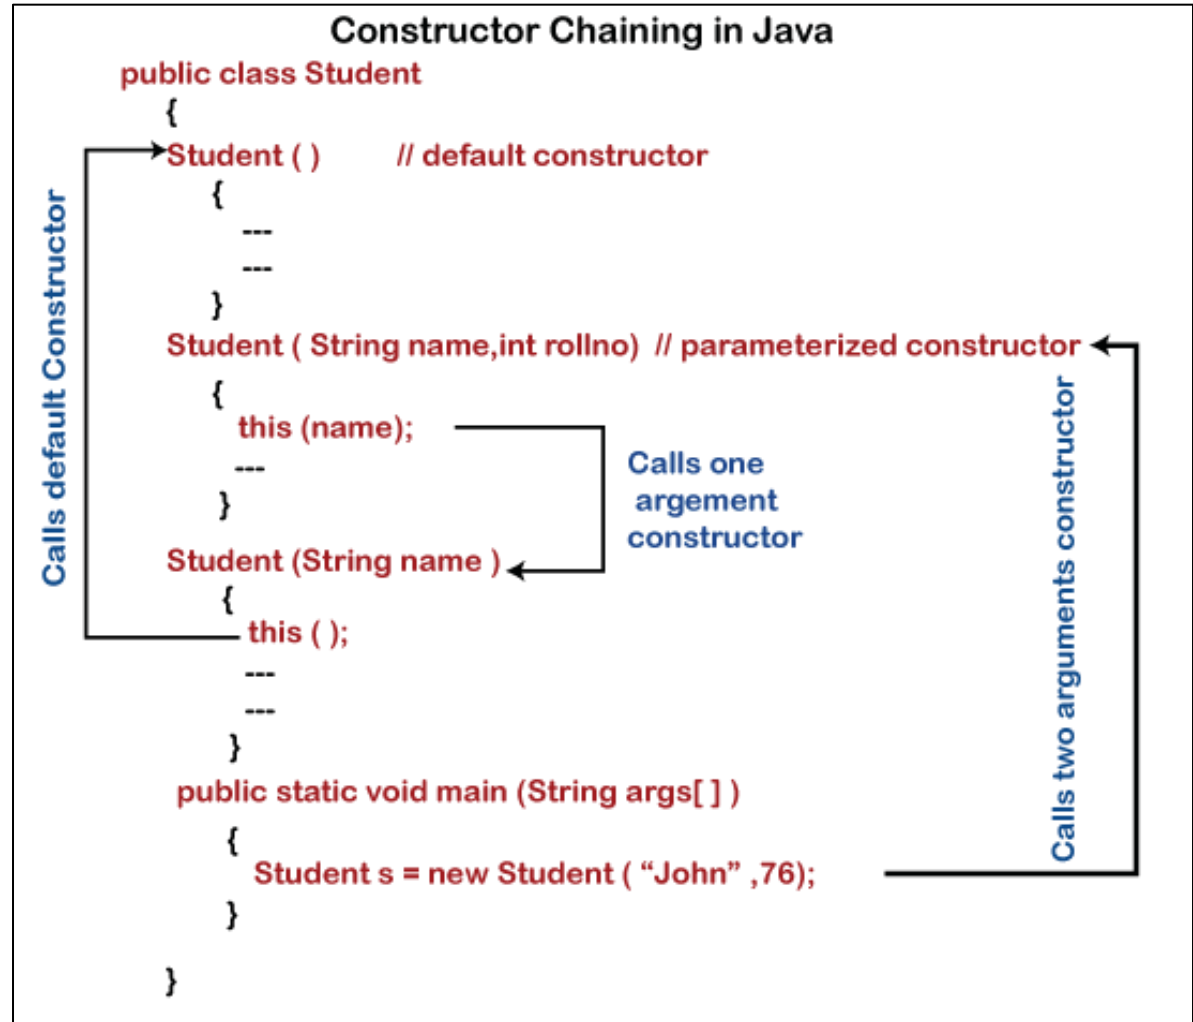 Constructor Chaining in Java
public class Student
{
Student ( ) // default constructor
{
---
---
}
Student ( String name,int rollno) // parameterized constructor
{
this (name);
---
}
Student (String name )
{
this ( );
---
---
}
public static void main (String args[ ] )
{
Student s = new Student ( “John” ,76);
}
}
Calls default Constructor
Calls one
argement
constructor
Calls two arguments constructor